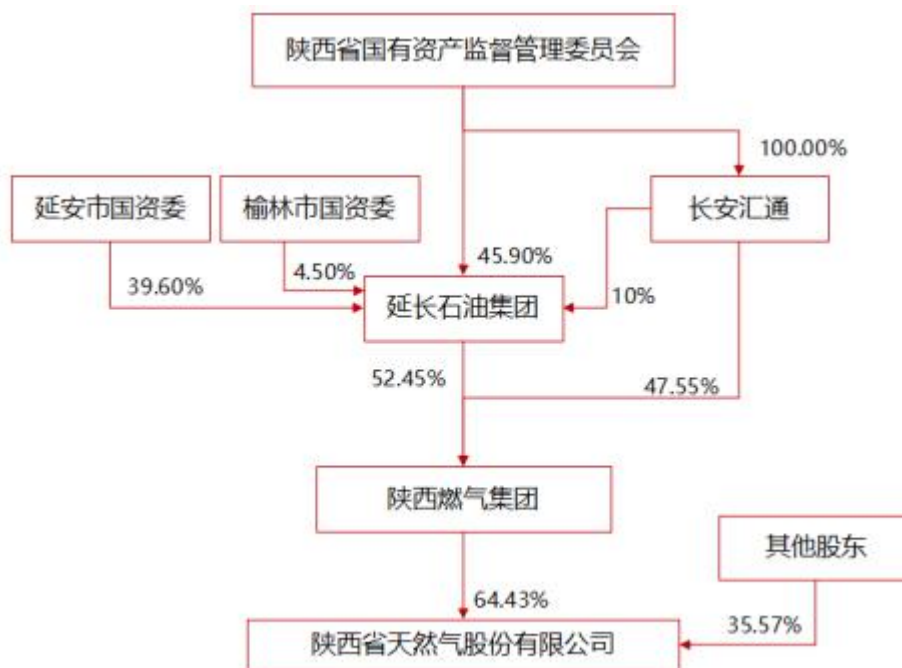 陕西省国有资产监督管理委员会
100.00%
延安市国资委
榆林市国资委
长安汇通
39.60%
4.50%
45.90%
10%
延长石油集团
52.45%
47.55%
陕西燃气集团
其他股东
64.43%
35.57%
陕西省天然气股份有限公司